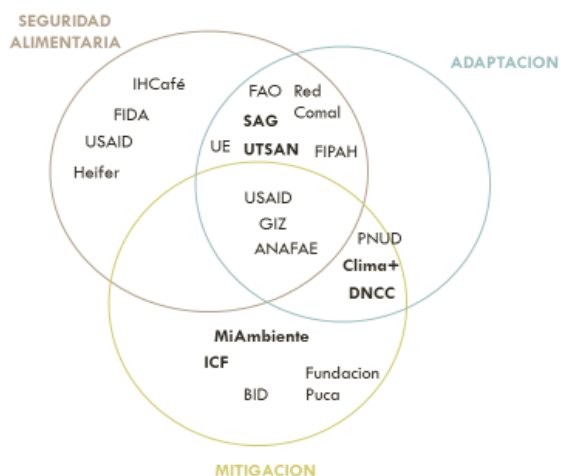 SEGURIDAD
ALIMENTARIA
ADAPTACION
IHCafé
FIDA
USAID
Heifer
FAO
Red
Comal
SAG
UE
UTSAN
FIPAH
USAID
GIZ
ANAFAE
PNUD
Clima+
DNCC
MiAmbiente
ICF
BID
Fundacion
Puca
MITIGACION